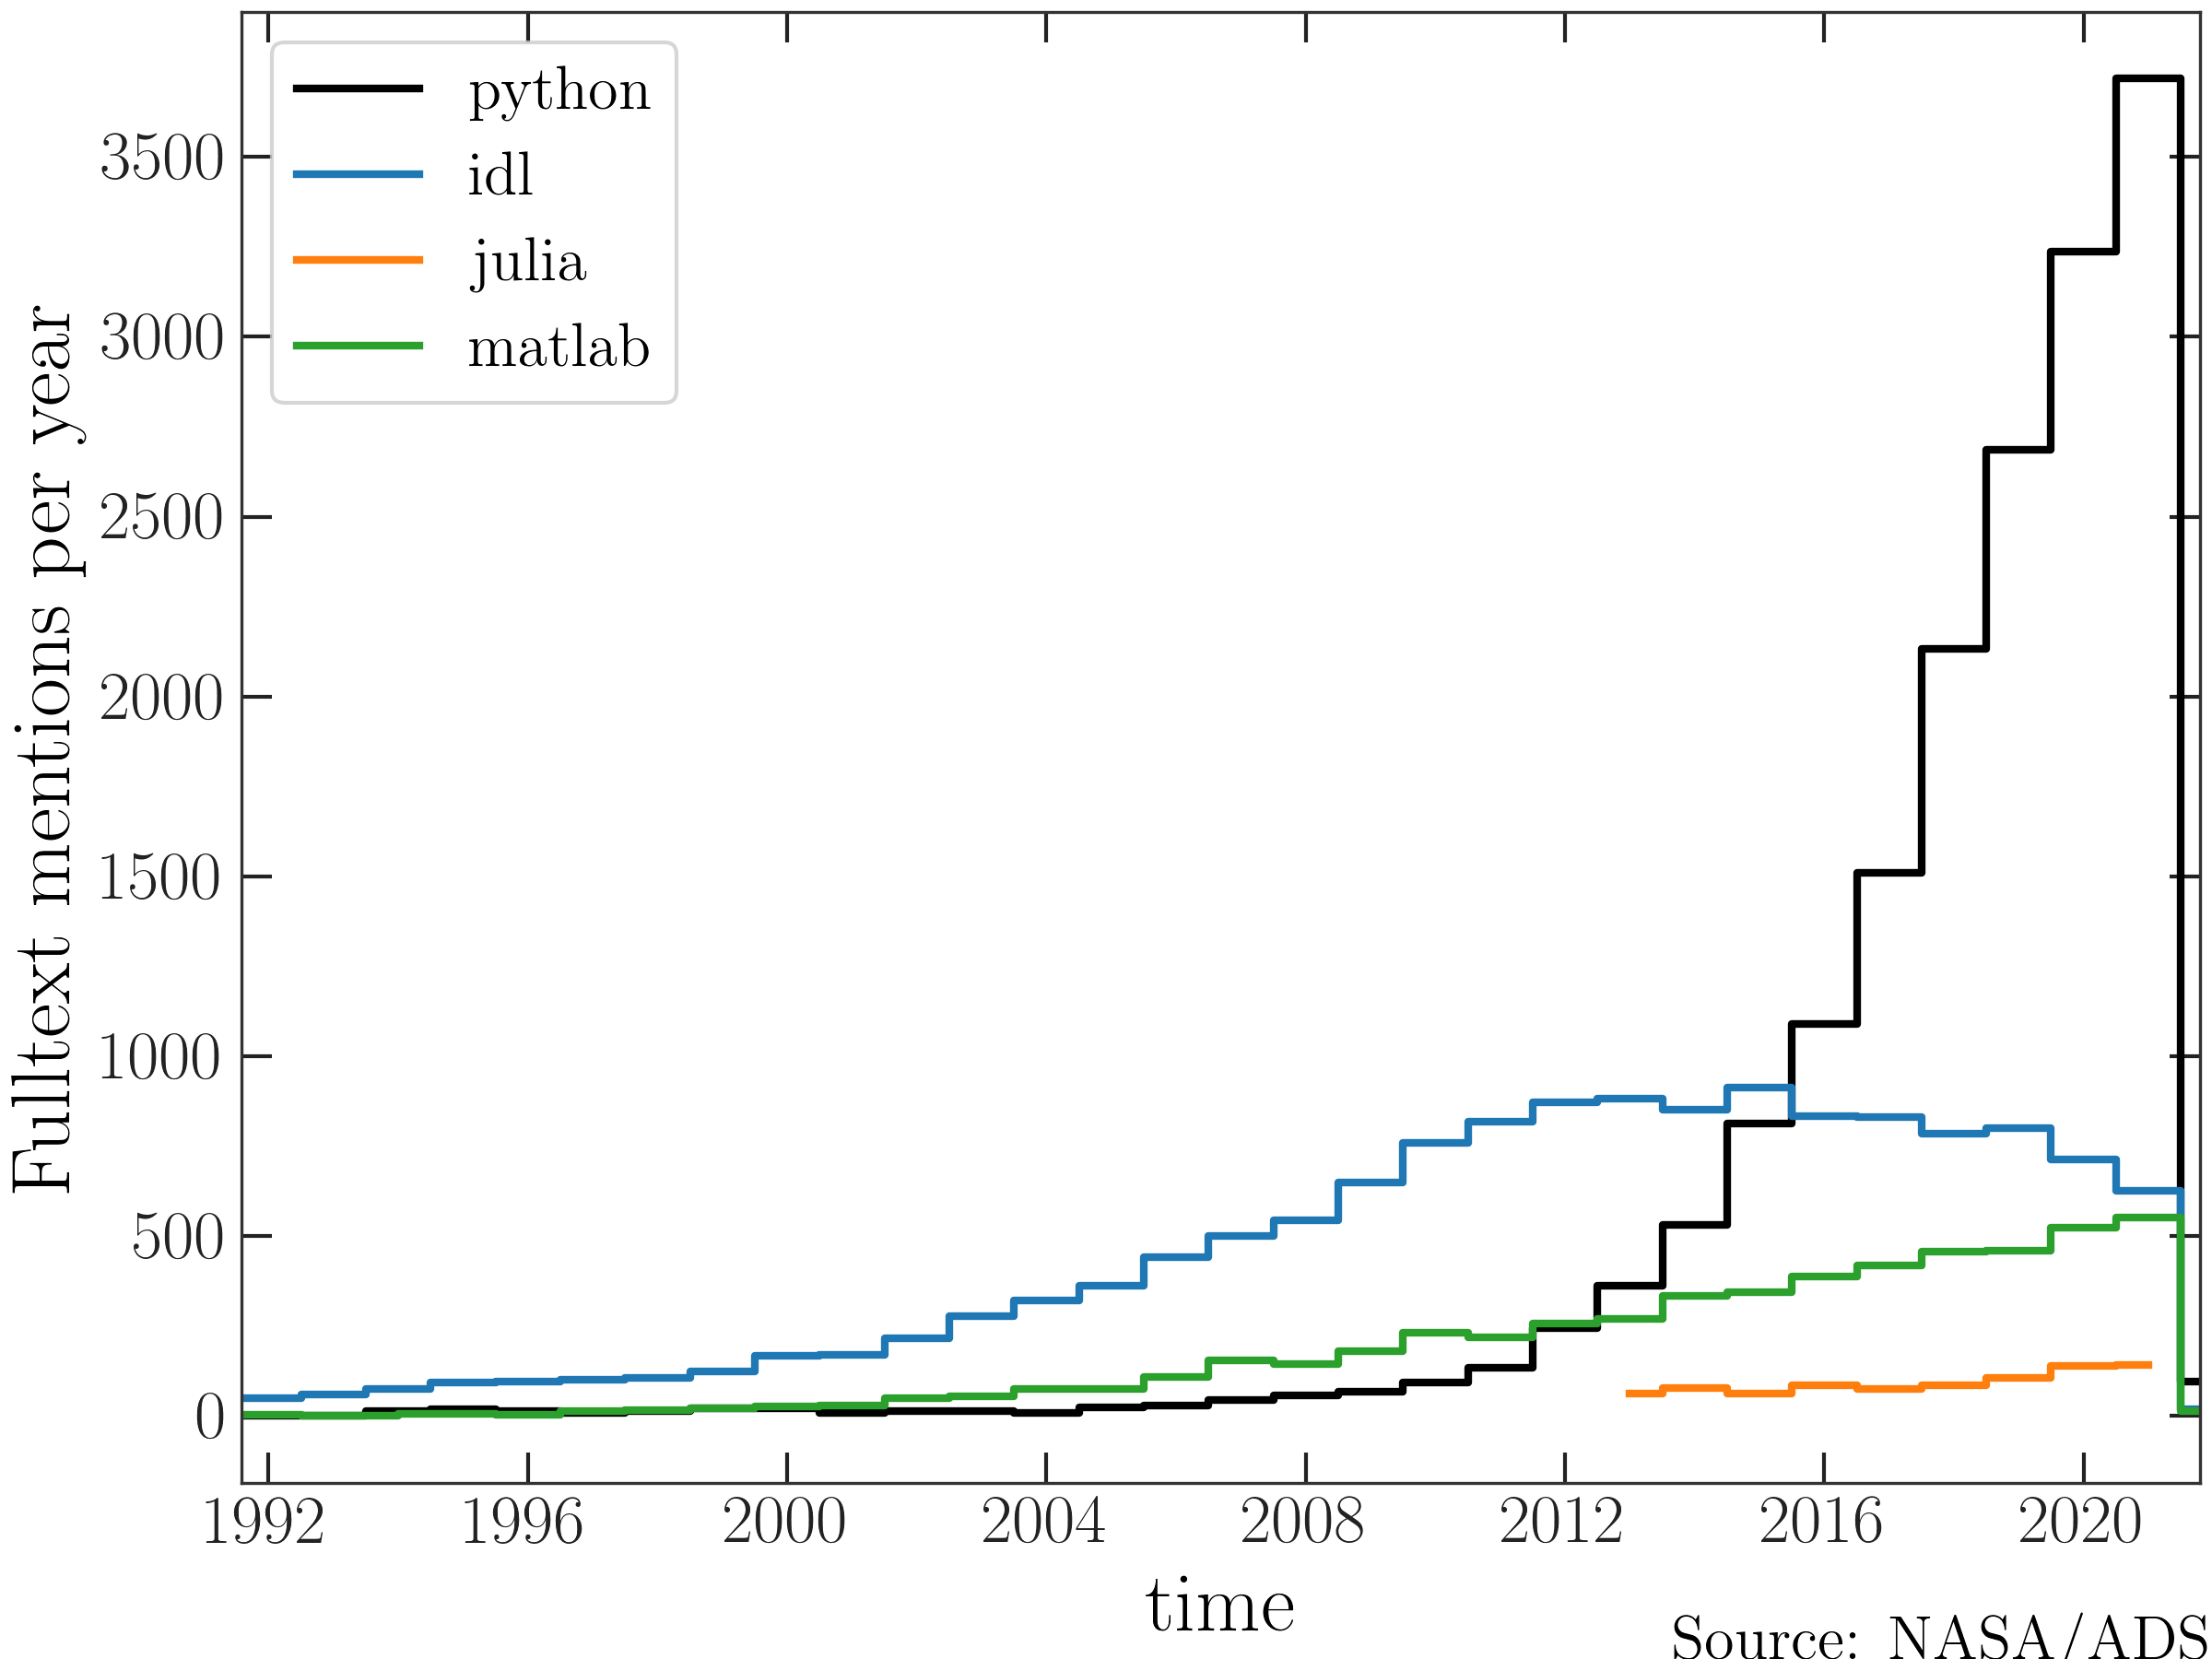 python
idl
julia
matlab
Fulltext mentions per year
3500
3000
2500
2000
1500
1000
500
0
1992 1996 2000 2004 2008 2012 2016 2020
time
Source: NASA/ADS